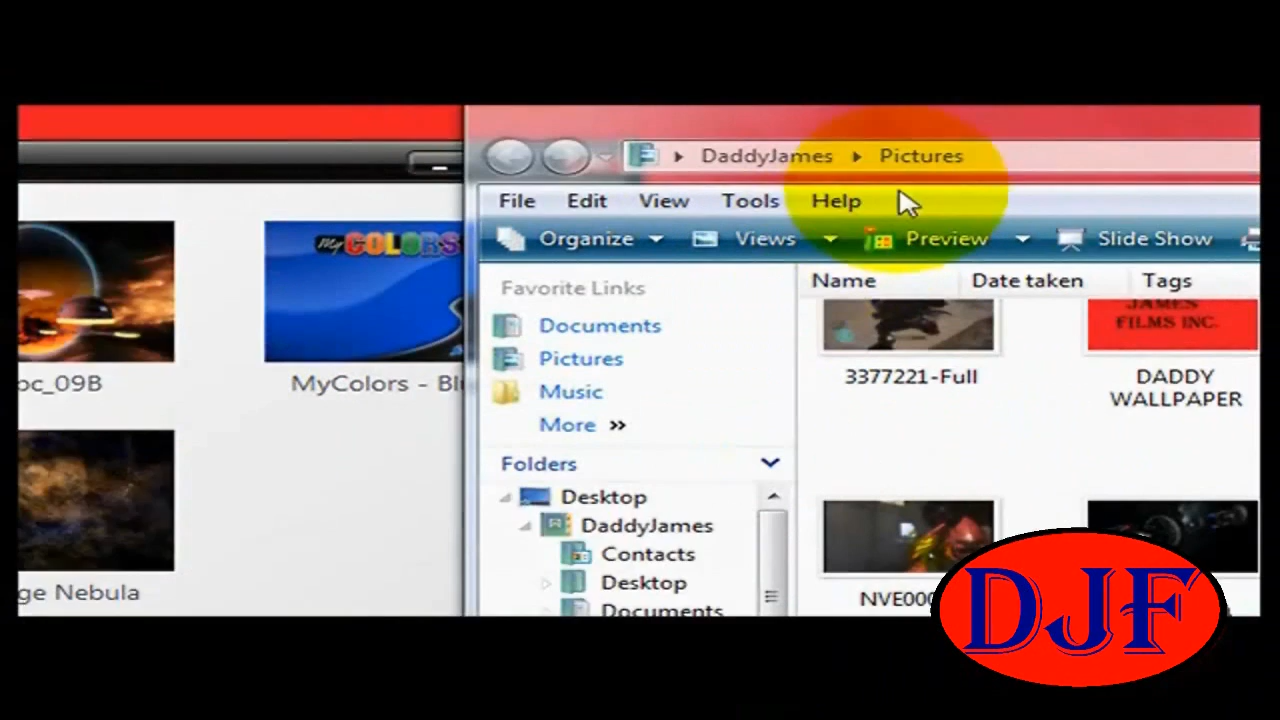 DaddyJames Pictures
File Edit View Tools Help
Organize Views Preview Slide Show
Favorite Links
Documents
Pictures
Music
More »
Folders
Desktop
DaddyJames
Contacts
Desktop
Documents
Name Date taken Tags
JAMES
FILMS INC.
3377221-Full
DADDY
WALLPAPER
NVE000
MyCOLORS
oc_09B
MyColors - Bl
ge Nebula
DJF